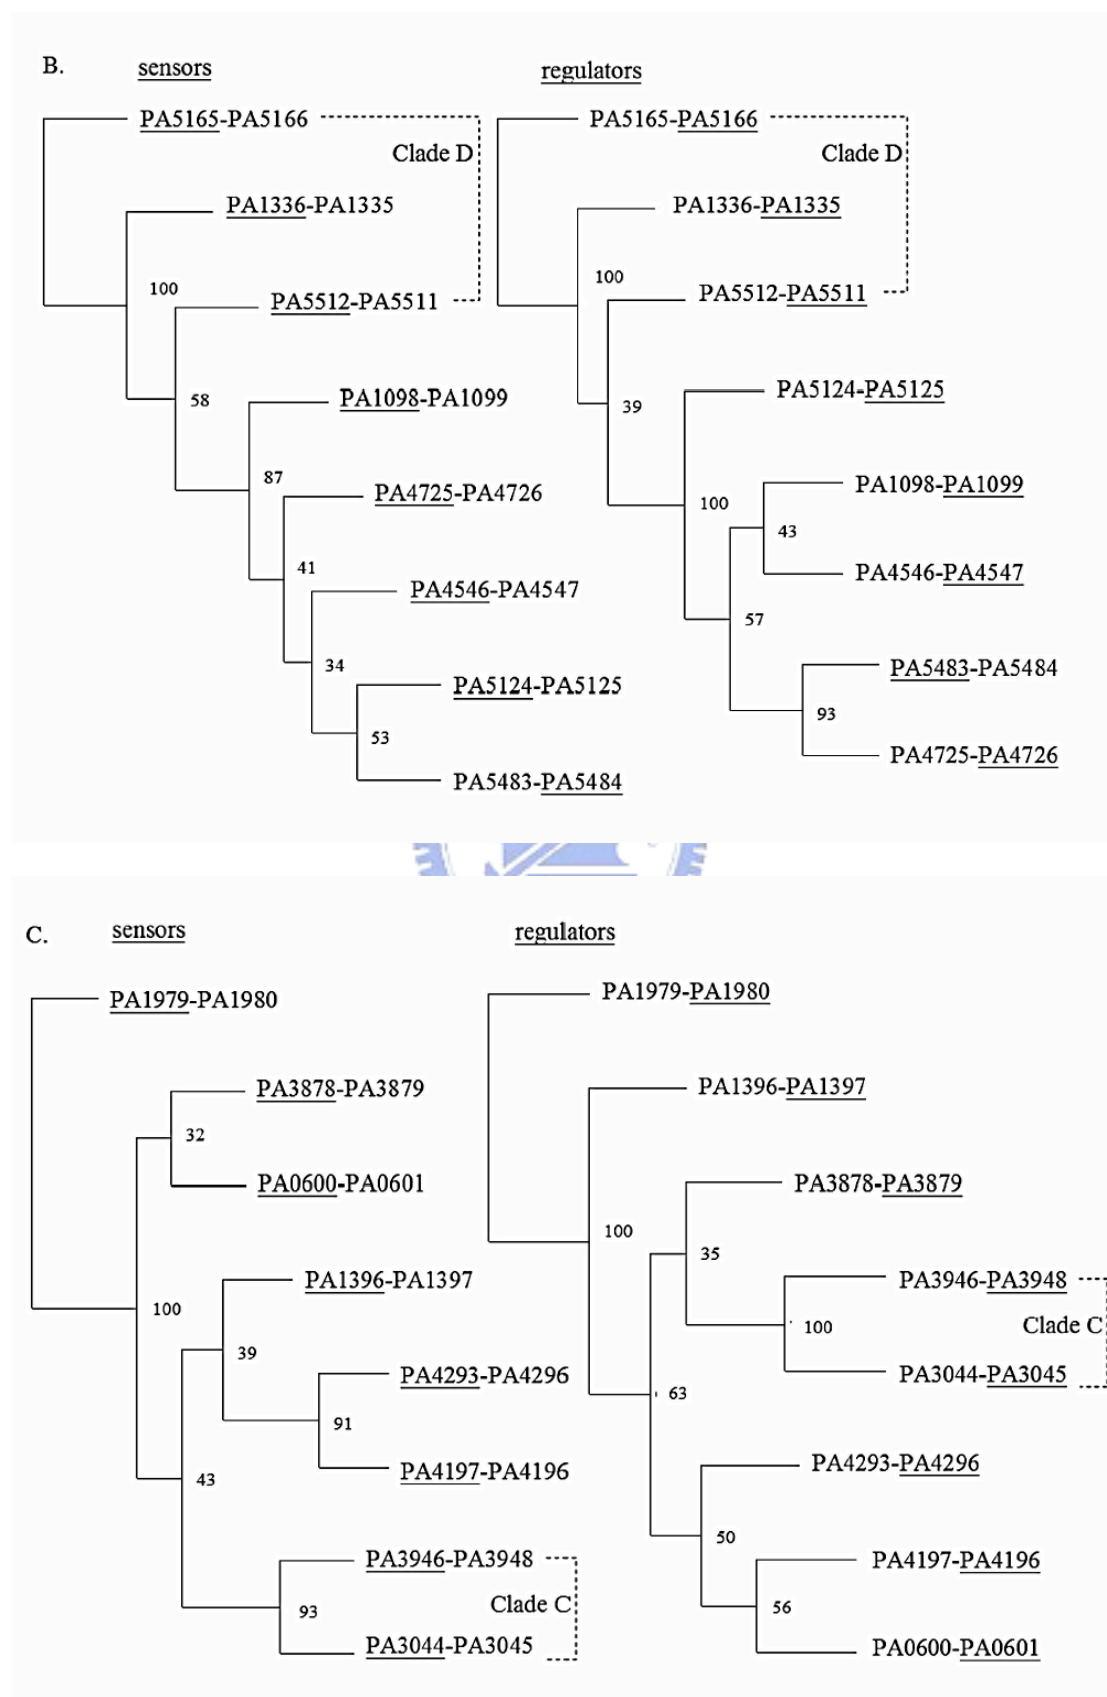 B.
sensors
regulators
PA5165-PA5166
Clade D
PA1336-PA1335
100
PA5512-PA5511
58
PA1098-PA1099
87
PA4725-PA4726
41
PA4546-PA4547
34
PA5124-PA5125
53
PA5483-PA5484
PA5165-PA5166
Clade D
PA1336-PA1335
100
PA5512-PA5511
39
PA5124-PA5125
100
PA1098-PA1099
43
PA4546-PA4547
57
PA5483-PA5484
93
PA4725-PA4726
C.
sensors
regulators
PA1979-PA1980
PA3878-PA3879
32
PA0600-PA0601
100
PA1396-PA1397
39
PA4293-PA4296
91
PA4197-PA4196
43
PA3946-PA3948
Clade C
93
PA3044-PA3045
PA1979-PA1980
PA1396-PA1397
100
PA3878-PA3879
35
PA3946-PA3948
Clade C
100
PA3044-PA3045
63
PA4293-PA4296
50
PA4197-PA4196
56
PA0600-PA0601